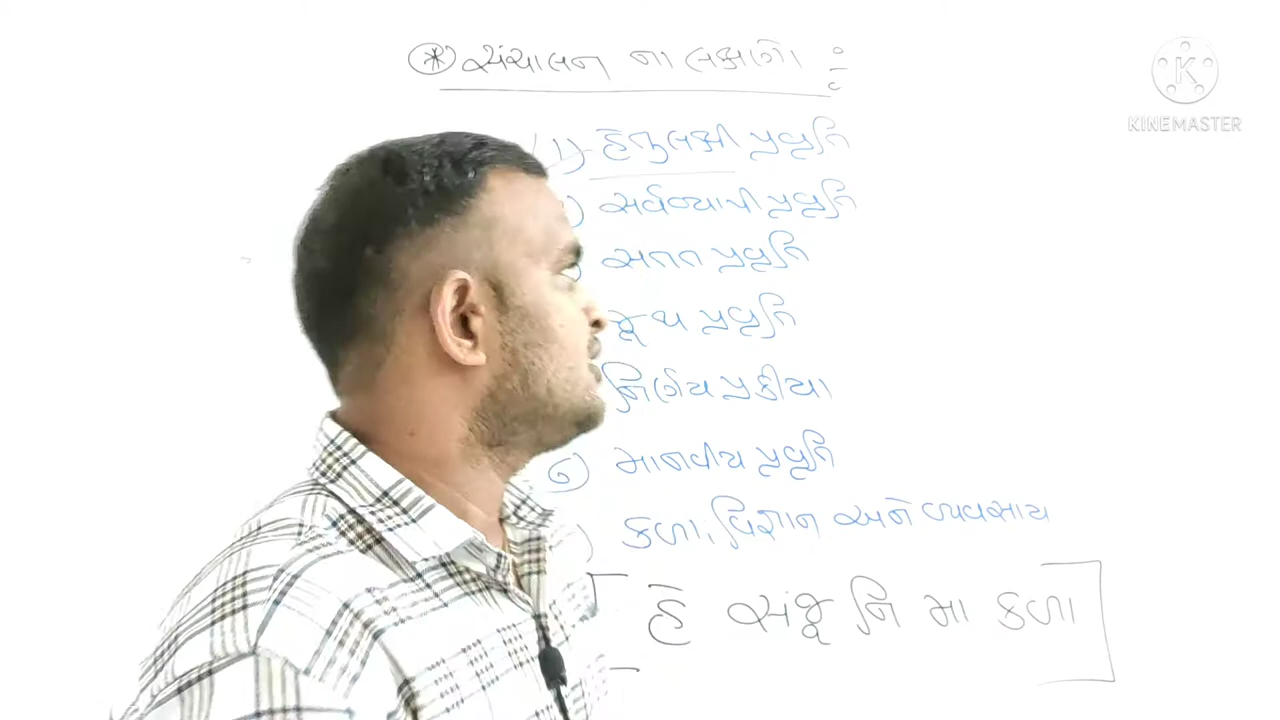 * સંચાલન ના લક્ષણો :-
KINEMASTER
(1) હેતુલક્ષી પ્રવૃતિ
) સર્વવ્યાપી પ્રવૃતિ
સતત પ્રવૃતિ
જૂથ પ્રવૃતિ
નિર્ણય પ્રક્રીયા
માનવીય પ્રવૃતિ
) કળા, વિજ્ઞાન અને વ્યવસાય
હે સજૂ નિ મા કળા